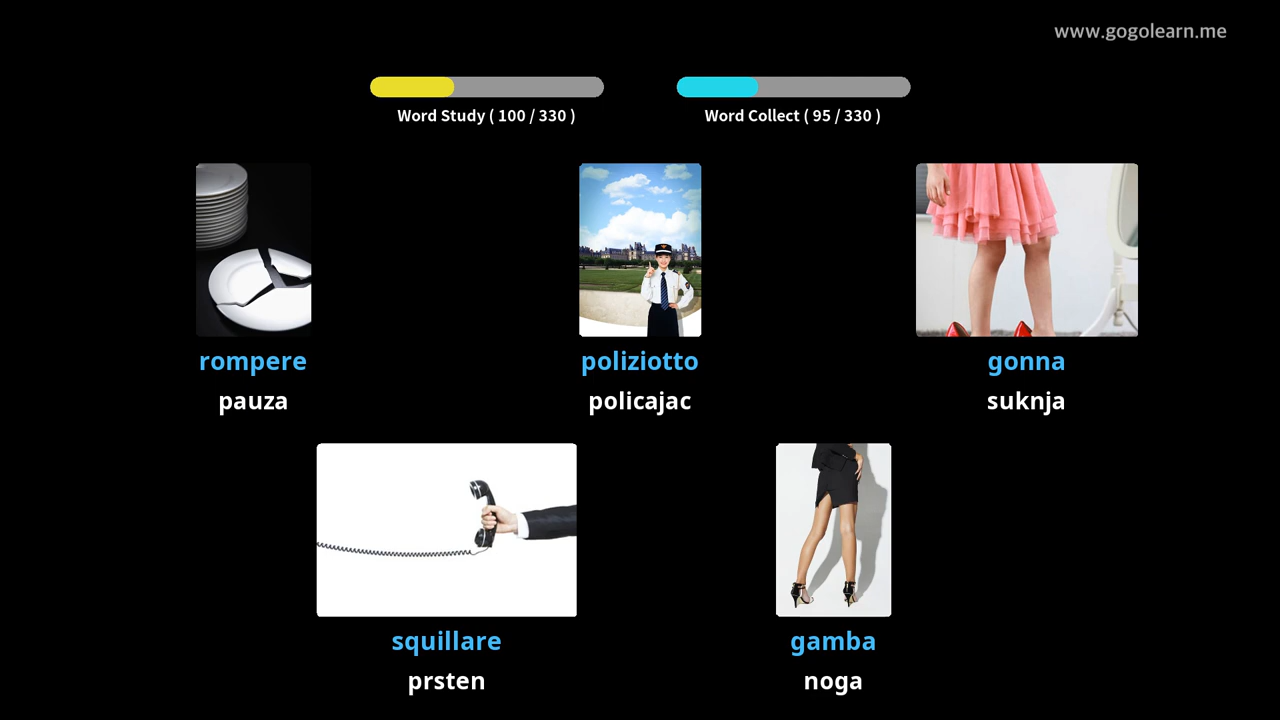 www.gogolearn.me
Word Study ( 100 / 330 )
Word Collect ( 95 / 330 )
rompere
pauza
poliziotto
policajac
gonna
suknja
squillare
prsten
gamba
noga